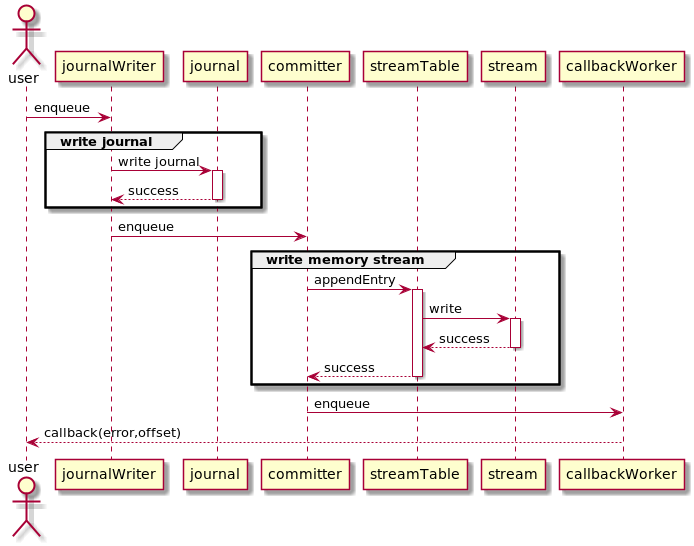 user
journalWriter
journal
committer
streamTable
stream
callbackWorker
enqueue
write journal
write journal
success
enqueue
write memory stream
appendEntry
write
success
success
enqueue
callback(error,offset)
user
journalWriter
journal
committer
streamTable
stream
callbackWorker